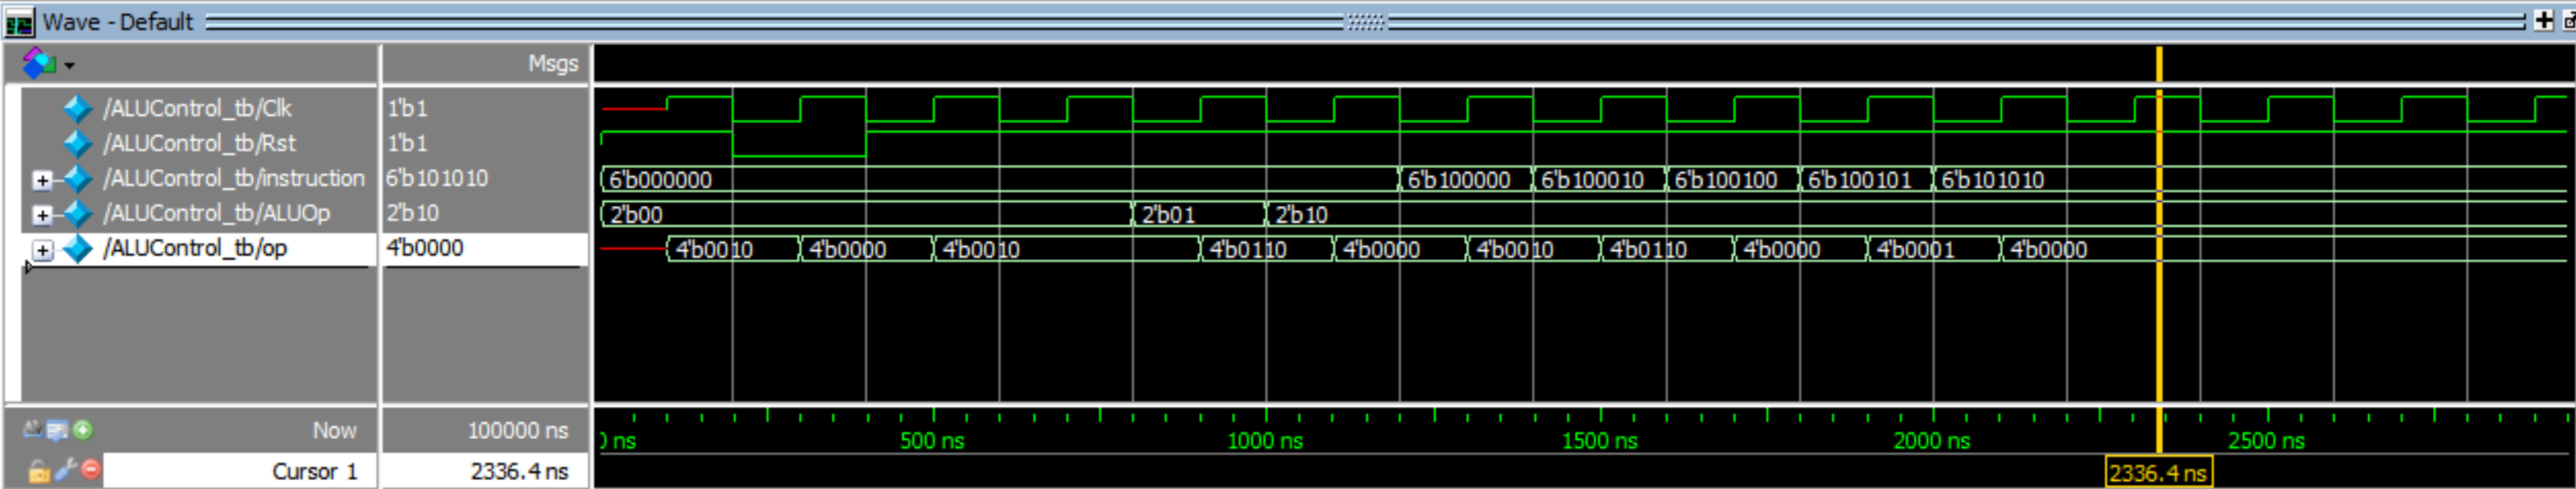 Wave - Default
Msgs
/ALUControl_tb/Clk 1'b1
/ALUControl_tb/Rst 1'b1
/ALUControl_tb/instruction 6'b101010 6'b000000 6'b100000 6'b100010 6'b100100 6'b100101 6'b101010
/ALUControl_tb/ALUOp 2'b10 2'b00 2'b01 2'b10
/ALUControl_tb/op 4'b0000 4'b0010 4'b0000 4'b0010 4'b0110 4'b0000 4'b0010 4'b0110 4'b0000 4'b0001 4'b0000
Now 100000 ns 0 ns 500 ns 1000 ns 1500 ns 2000 ns 2500 ns
Cursor 1 2336.4 ns 2336.4 ns